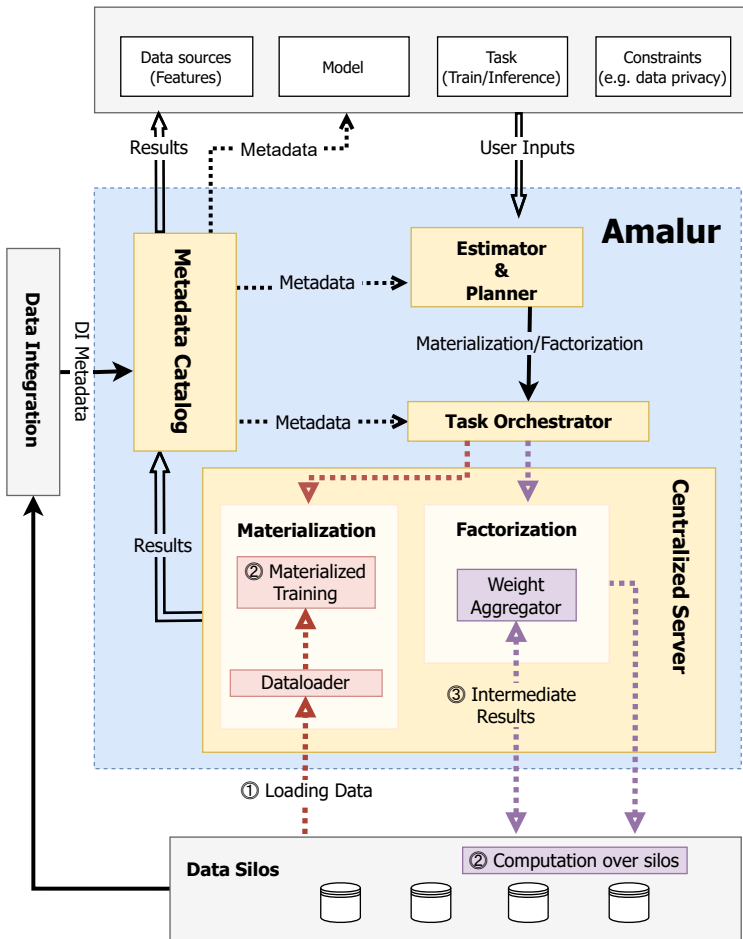 Data sources
(Features)
Model
Task
(Train/Inference)
Constraints
(e.g. data privacy)
Results
Metadata
User Inputs
Amalur
Data Integration
DI Metadata
Metadata Catalog
Metadata
Estimator
&
Planner
Materialization/Factorization
Metadata
Task Orchestrator
Centralized Server
Results
Materialization
② Materialized
Training
Dataloader
Factorization
Weight
Aggregator
③ Intermediate
Results
① Loading Data
Data Silos
② Computation over silos